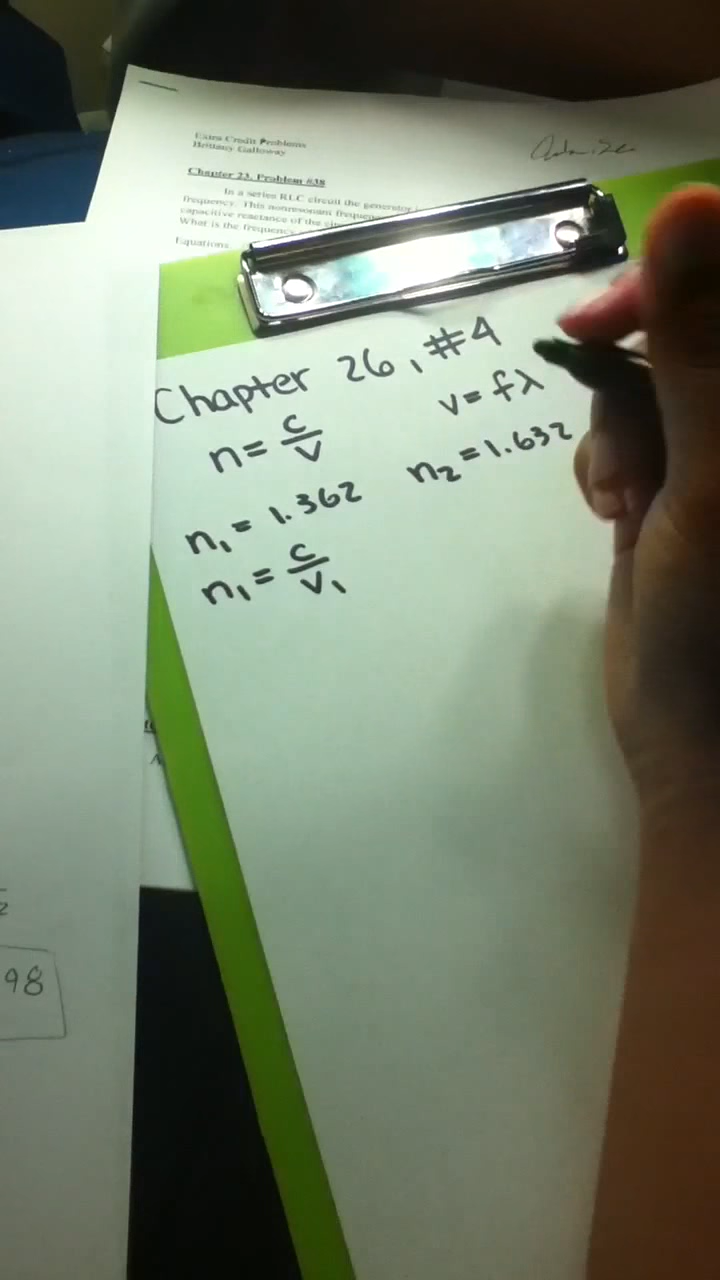 Extra Credit Problems
Brittany Galloway
Chapter 23, Problem #38
In a series RLC circuit the generator
frequency. This nonresonant frequency
capacitive reactance of the
What is the frequency
Equations
Chapter 26, #4
n = c/v v = fλ
n₁ = 1.362 n₂ = 1.632
n₁ = c/v₁
2
98